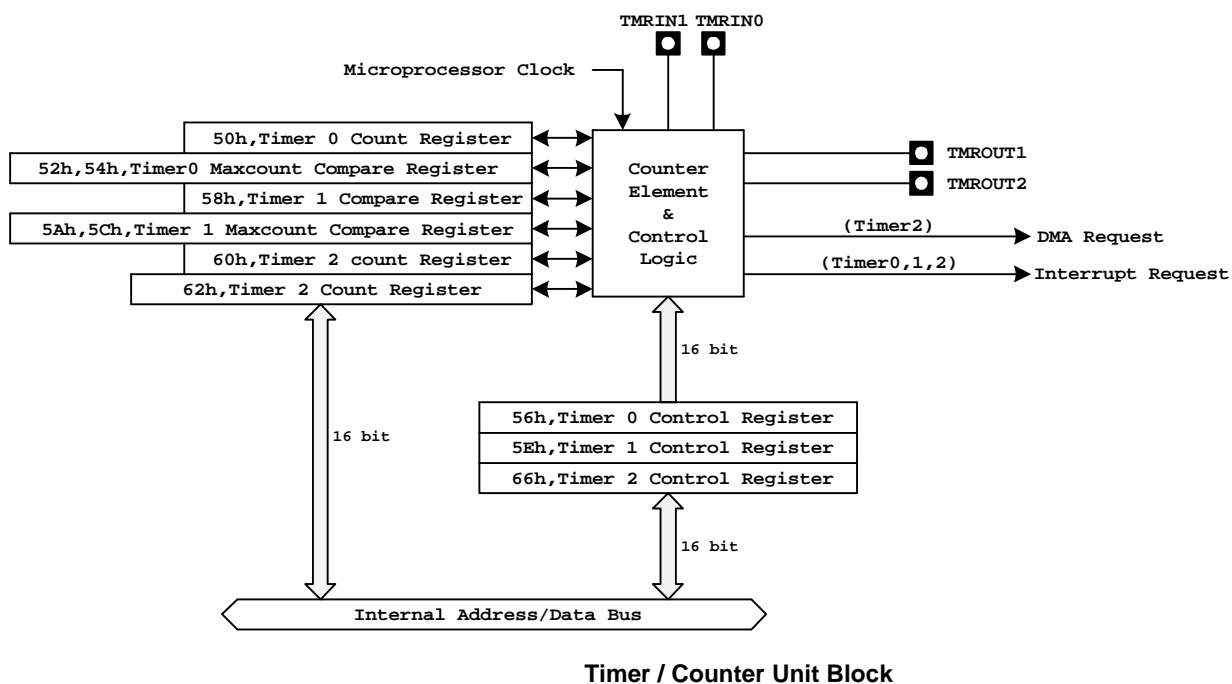 TMRIN1 TMRIN0
Microprocessor Clock
50h,Timer 0 Count Register
52h,54h,Timer0 Maxcount Compare Register
58h,Timer 1 Compare Register
5Ah,5Ch,Timer 1 Maxcount Compare Register
60h,Timer 2 count Register
62h,Timer 2 Count Register
Counter
Element
&
Control
Logic
TMROUT1
TMROUT2
(Timer2)
DMA Request
(Timer0,1,2)
Interrupt Request
16 bit
56h,Timer 0 Control Register
5Eh,Timer 1 Control Register
66h,Timer 2 Control Register
16 bit
16 bit
Internal Address/Data Bus
Timer / Counter Unit Block